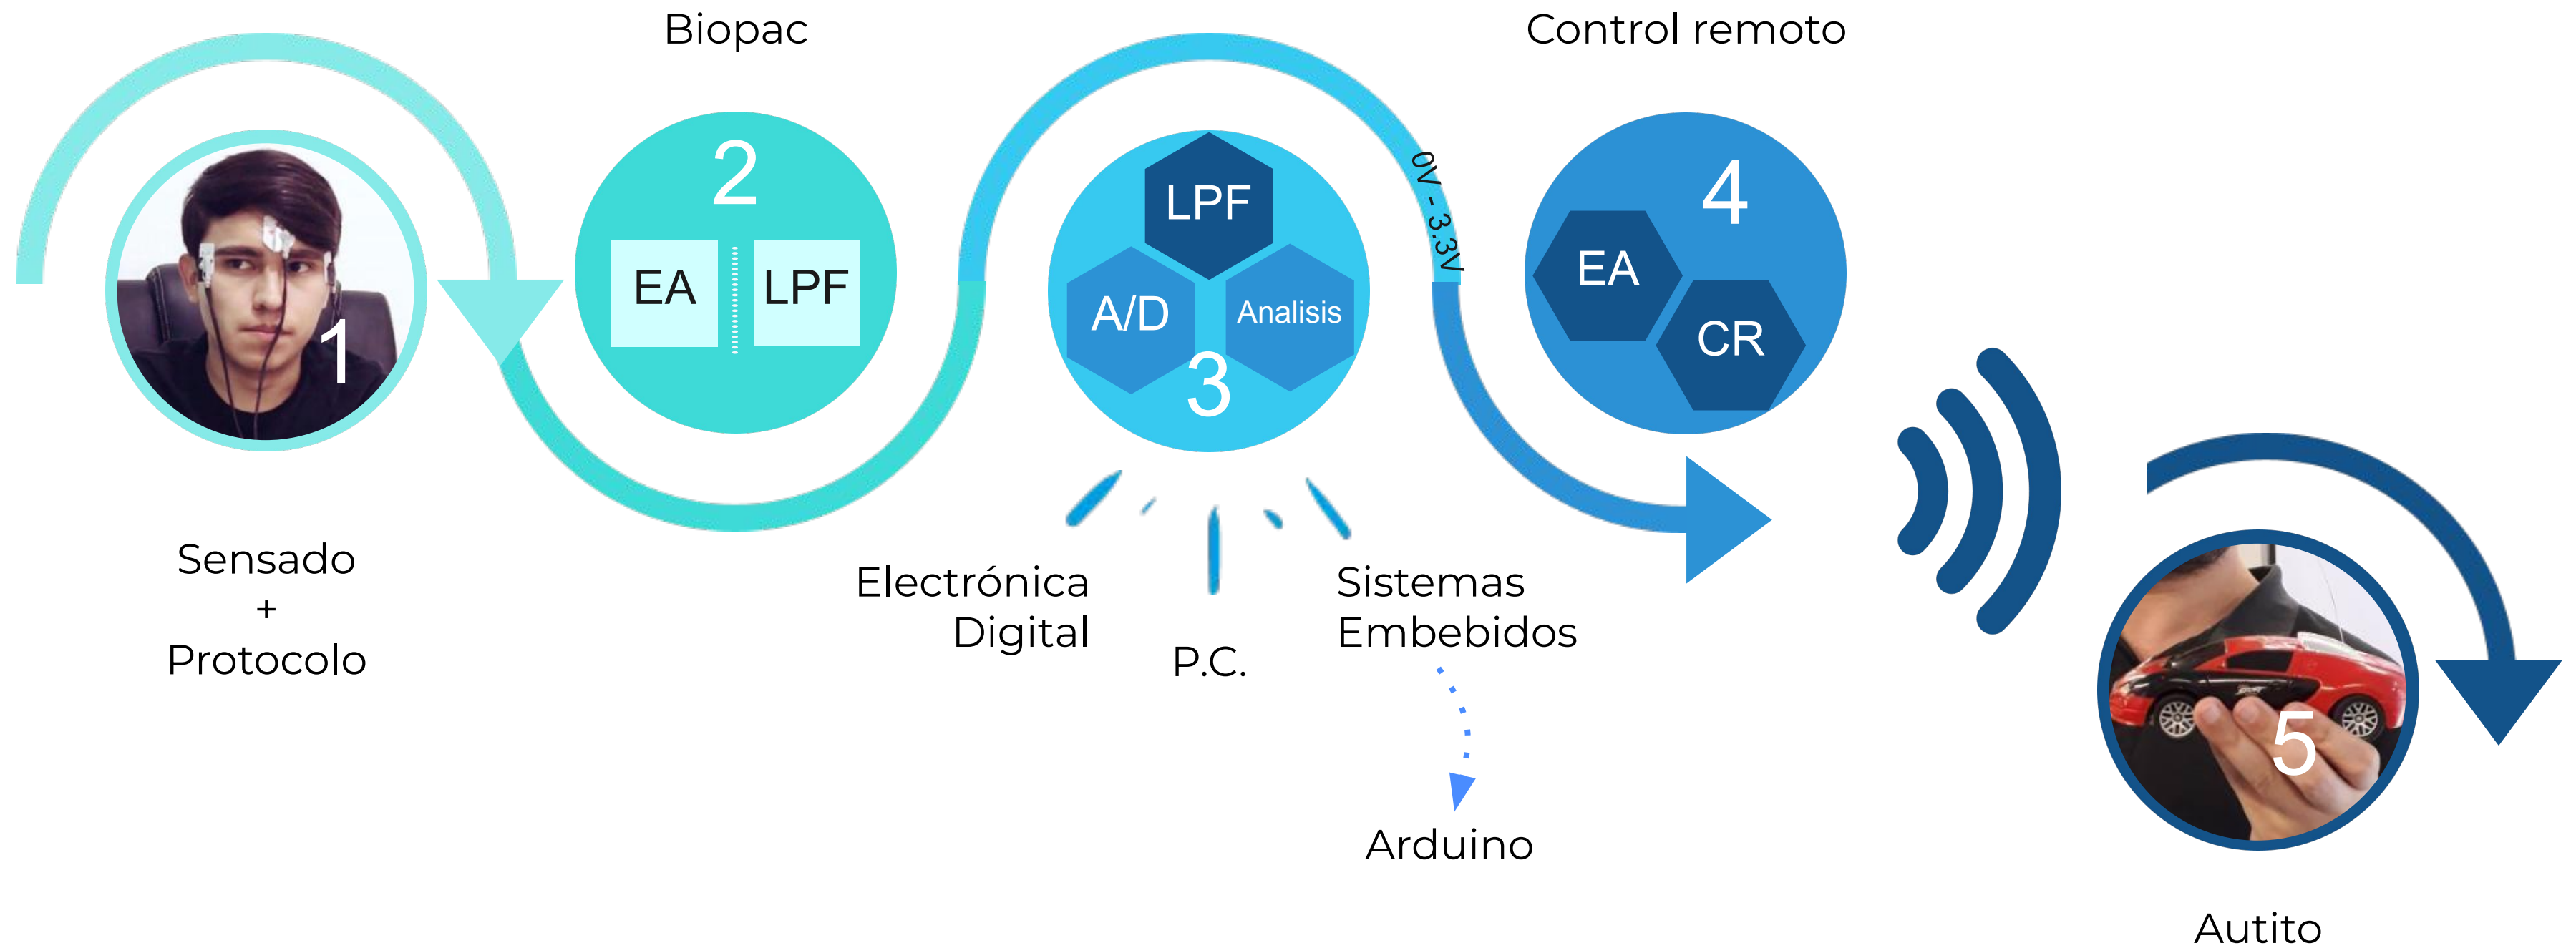 Biopac
Control remoto
1
2
EA
LPF
LPF
A/D
Analisis
3
0V - 3.3V
4
EA
CR
Sensado
+
Protocolo
Electrónica
Digital
P.C.
Sistemas
Embebidos
Arduino
5
Autito